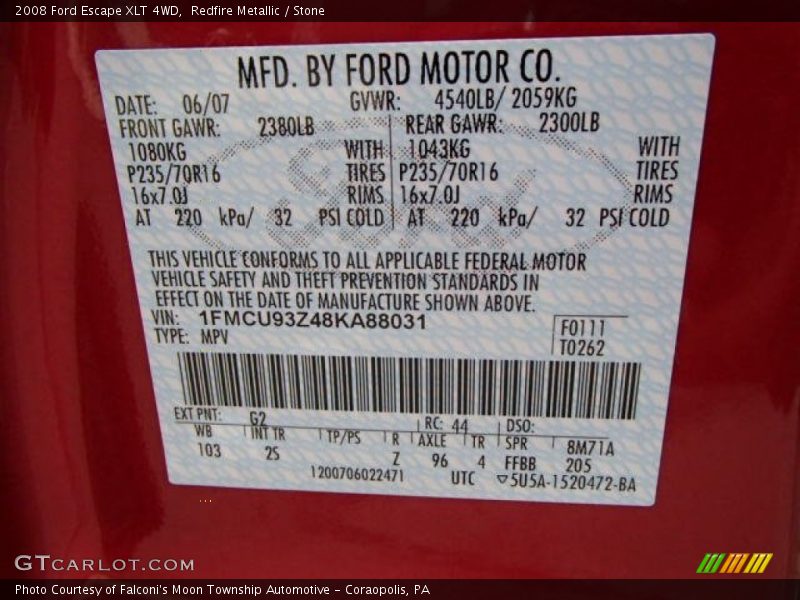 2008 Ford Escape XLT 4WD,  Redfire Metallic / Stone
MFD. BY FORD MOTOR CO.
DATE: 06/07 GVWR: 4540LB/ 2059KG
FRONT GAWR: 2380LB REAR GAWR: 2300LB
1080KG WITH 1043KG WITH
P235/70R16 TIRES P235/70R16 TIRES
16x7.0J RIMS 16x7.0J RIMS
AT 220 kPa/ 32 PSI COLD AT 220 kPa/ 32 PSI COLD
THIS VEHICLE CONFORMS TO ALL APPLICABLE FEDERAL MOTOR
VEHICLE SAFETY AND THEFT PREVENTION STANDARDS IN
EFFECT ON THE DATE OF MANUFACTURE SHOWN ABOVE.
VIN: 1FMCU93Z48KA88031 F0111
TYPE: MPV T0262
EXT PNT: G2 RC: 44 DSO:
WB INT TR TP/PS R AXLE TR SPR 8M71A
103 2S Z 96 4 FFBB 205
1200706022471 UTC ▽5U5A-1520472-BA
Ford
GTCARLOT.COM
Photo Courtesy of Falconi's Moon Township Automotive – Coraopolis, PA